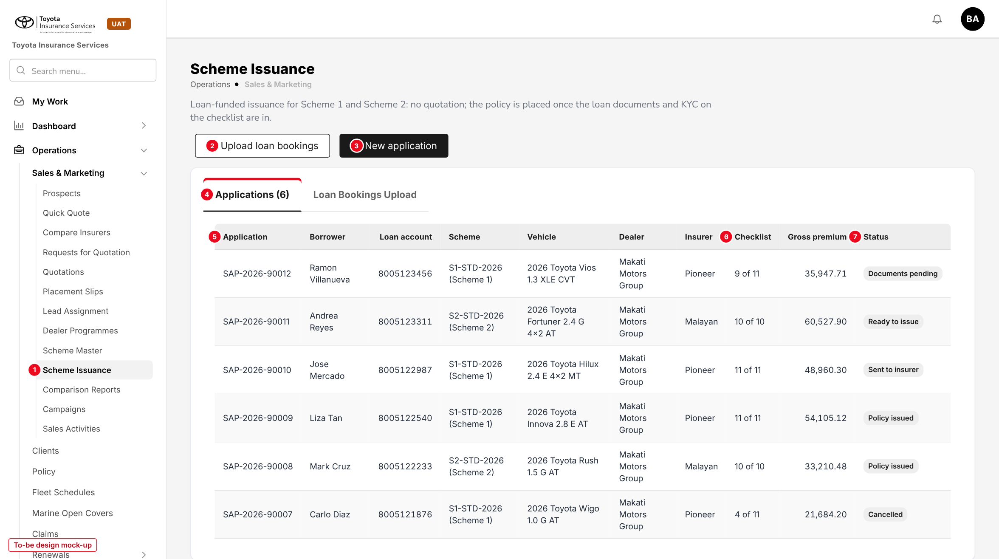 Toyota
Insurance Services
UAT
BA
Toyota Insurance Services
Search menu...
My Work
Dashboard
Operations
Sales & Marketing
Prospects
Quick Quote
Compare Insurers
Requests for Quotation
Quotations
Placement Slips
Lead Assignment
Dealer Programmes
Scheme Master
1 Scheme Issuance
Comparison Reports
Campaigns
Sales Activities
Clients
Policy
Fleet Schedules
Marine Open Covers
Claims
To-be design mock-up
Renewals
Scheme Issuance
Operations • Sales & Marketing
Loan-funded issuance for Scheme 1 and Scheme 2: no quotation; the policy is placed once the loan documents and KYC on
the checklist are in.
2 Upload loan bookings
3 New application
4 Applications (6) Loan Bookings Upload
5 Application Borrower Loan account Scheme Vehicle Dealer Insurer 6 Checklist Gross premium 7 Status
SAP-2026-90012 Ramon Villanueva 8005123456 S1-STD-2026 (Scheme 1) 2026 Toyota Vios 1.3 XLE CVT Makati Motors Group Pioneer 9 of 11 35,947.71 Documents pending
SAP-2026-90011 Andrea Reyes 8005123311 S2-STD-2026 (Scheme 2) 2026 Toyota Fortuner 2.4 G 4×2 AT Makati Motors Group Malayan 10 of 10 60,527.90 Ready to issue
SAP-2026-90010 Jose Mercado 8005122987 S1-STD-2026 (Scheme 1) 2026 Toyota Hilux 2.4 E 4×2 MT Makati Motors Group Pioneer 11 of 11 48,960.30 Sent to insurer
SAP-2026-90009 Liza Tan 8005122540 S1-STD-2026 (Scheme 1) 2026 Toyota Innova 2.8 E AT Makati Motors Group Pioneer 11 of 11 54,105.12 Policy issued
SAP-2026-90008 Mark Cruz 8005122233 S2-STD-2026 (Scheme 2) 2026 Toyota Rush 1.5 G AT Makati Motors Group Malayan 10 of 10 33,210.48 Policy issued
SAP-2026-90007 Carlo Diaz 8005121876 S1-STD-2026 (Scheme 1) 2026 Toyota Wigo 1.0 G AT Makati Motors Group Pioneer 4 of 11 21,684.20 Cancelled